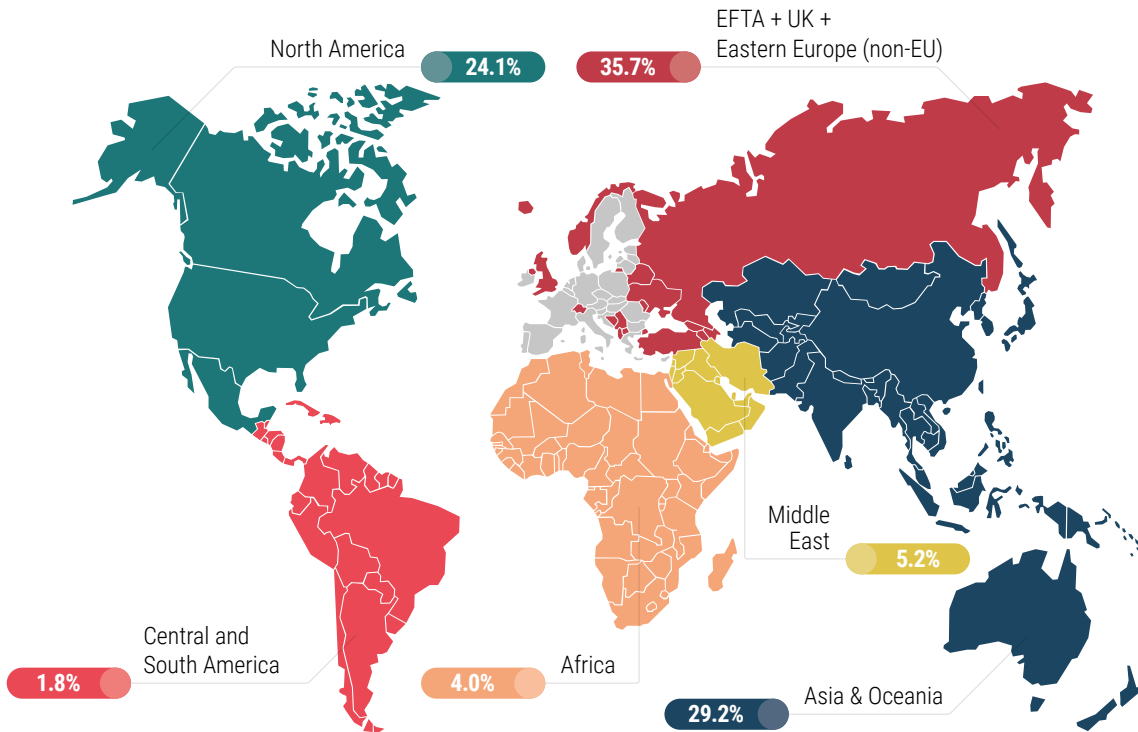 EFTA + UK +
Eastern Europe (non-EU)
North America
24.1%
35.7%
Middle
East
5.2%
Central and
South America
1.8%
Africa
4.0%
Asia & Oceania
29.2%